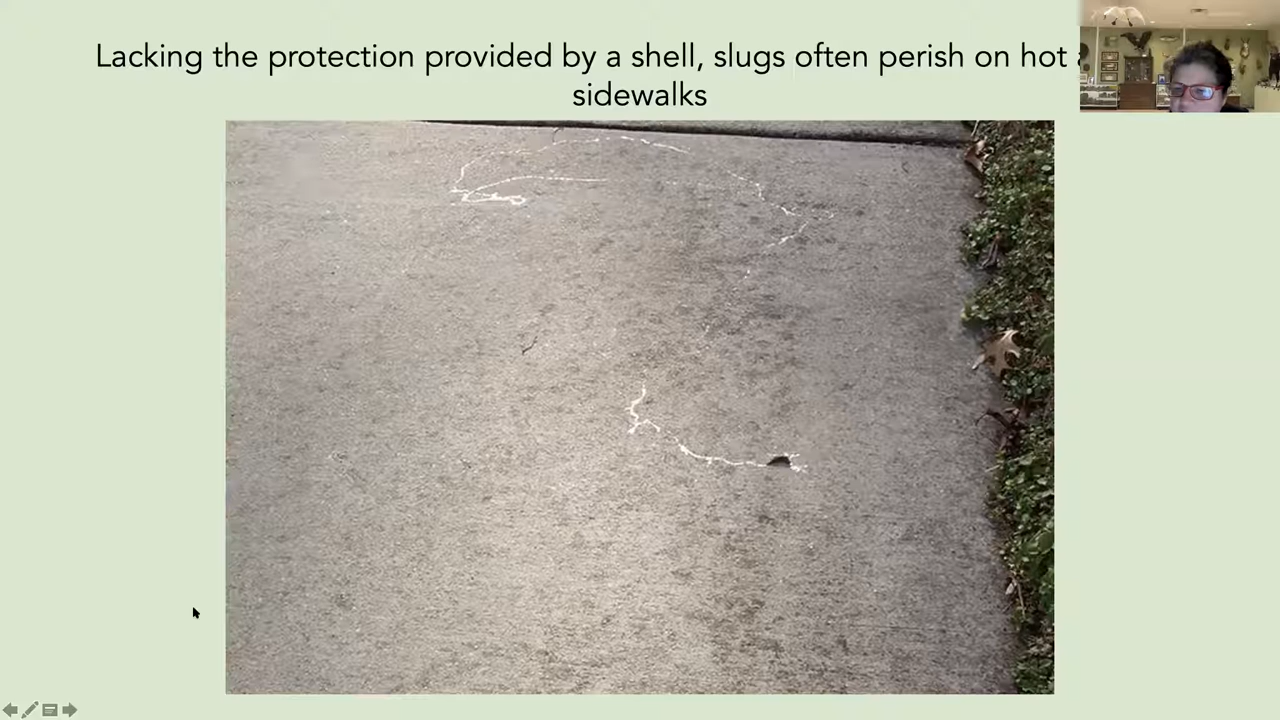 Lacking the protection provided by a shell, slugs often perish on hot
sidewalks